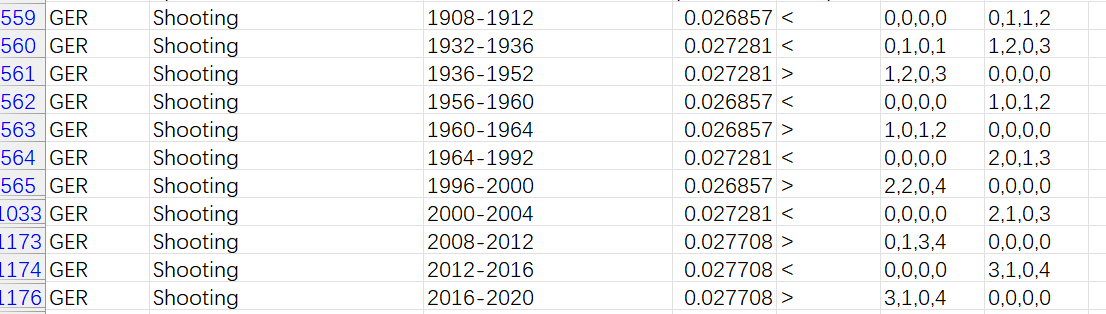 559 GER Shooting 1908-1912 0.026857 < 0,0,0,0 0,1,1,2
560 GER Shooting 1932-1936 0.027281 < 0,1,0,1 1,2,0,3
561 GER Shooting 1936-1952 0.027281 > 1,2,0,3 0,0,0,0
562 GER Shooting 1956-1960 0.026857 < 0,0,0,0 1,0,1,2
563 GER Shooting 1960-1964 0.026857 > 1,0,1,2 0,0,0,0
564 GER Shooting 1964-1992 0.027281 < 0,0,0,0 2,0,1,3
565 GER Shooting 1996-2000 0.026857 > 2,2,0,4 0,0,0,0
1033 GER Shooting 2000-2004 0.027281 < 0,0,0,0 2,1,0,3
1173 GER Shooting 2008-2012 0.027708 > 0,1,3,4 0,0,0,0
1174 GER Shooting 2012-2016 0.027708 < 0,0,0,0 3,1,0,4
1176 GER Shooting 2016-2020 0.027708 > 3,1,0,4 0,0,0,0